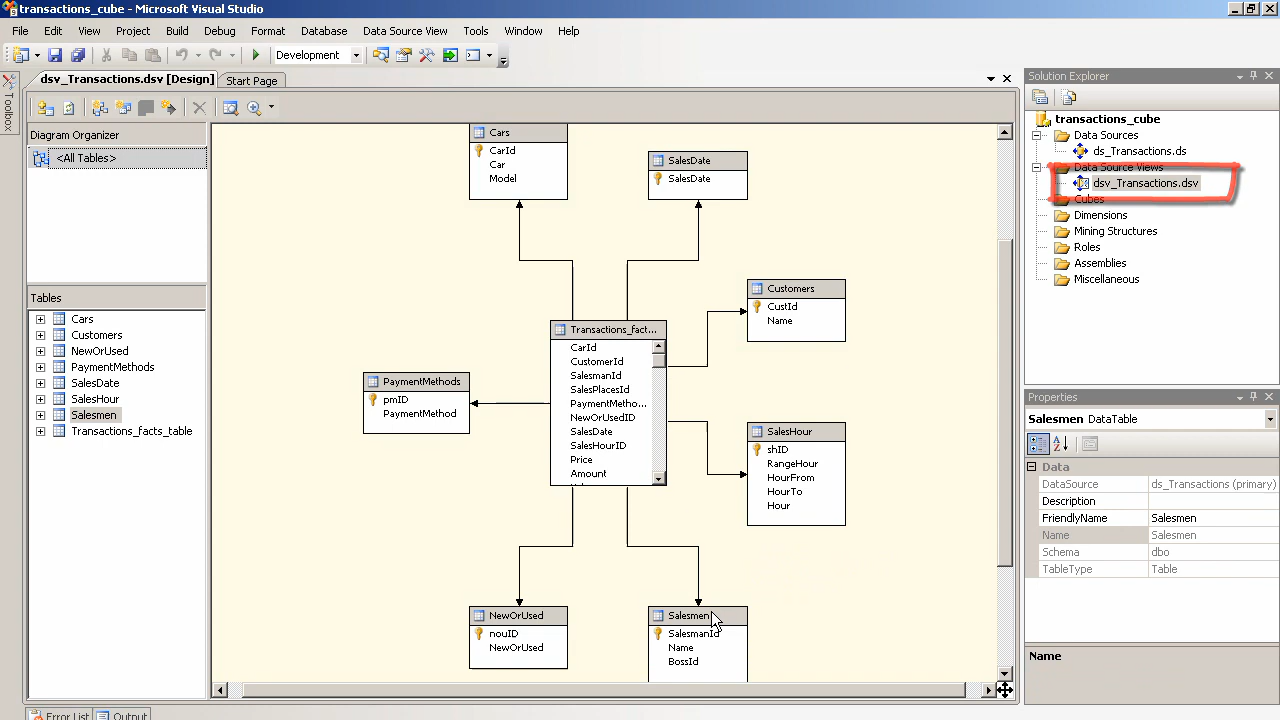 transactions_cube - Microsoft Visual Studio
File Edit View Project Build Debug Format Database Data Source View Tools Window Help
Development
Toolbox
dsv_Transactions.dsv [Design] Start Page
Diagram Organizer
<All Tables>
Tables
Cars
Customers
NewOrUsed
PaymentMethods
SalesDate
SalesHour
Salesmen
Transactions_facts_table
Cars
CarId
Car
Model
SalesDate
SalesDate
Customers
CustId
Name
Transactions_fact...
CarId
CustomerId
SalesmanId
SalesPlacesId
PaymentMetho...
NewOrUsedID
SalesDate
SalesHourID
Price
Amount
PaymentMethods
pmID
PaymentMethod
SalesHour
shID
RangeHour
HourFrom
HourTo
Hour
NewOrUsed
nouID
NewOrUsed
Salesmen
SalesmanId
Name
BossId
Solution Explorer
transactions_cube
Data Sources
ds_Transactions.ds
Data Source Views
dsv_Transactions.dsv
Cubes
Dimensions
Mining Structures
Roles
Assemblies
Miscellaneous
Properties
Salesmen DataTable
Data
DataSource ds_Transactions (primary)
Description
FriendlyName Salesmen
Name Salesmen
Schema dbo
TableType Table
Name
Error List Output